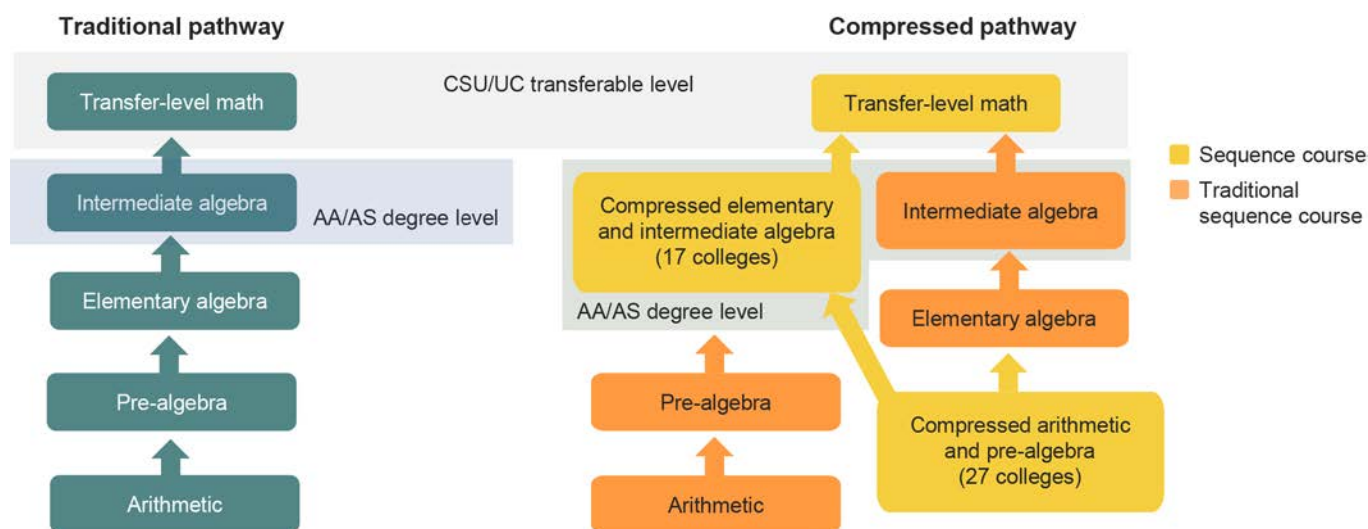 Traditional pathway
Compressed pathway
CSU/UC transferable level
Transfer-level math
Transfer-level math
Intermediate algebra
AA/AS degree level
Elementary algebra
Pre-algebra
Arithmetic
Compressed elementary
and intermediate algebra
(17 colleges)
AA/AS degree level
Pre-algebra
Arithmetic
Intermediate algebra
Elementary algebra
Compressed arithmetic
and pre-algebra
(27 colleges)
Sequence course
Traditional
sequence course